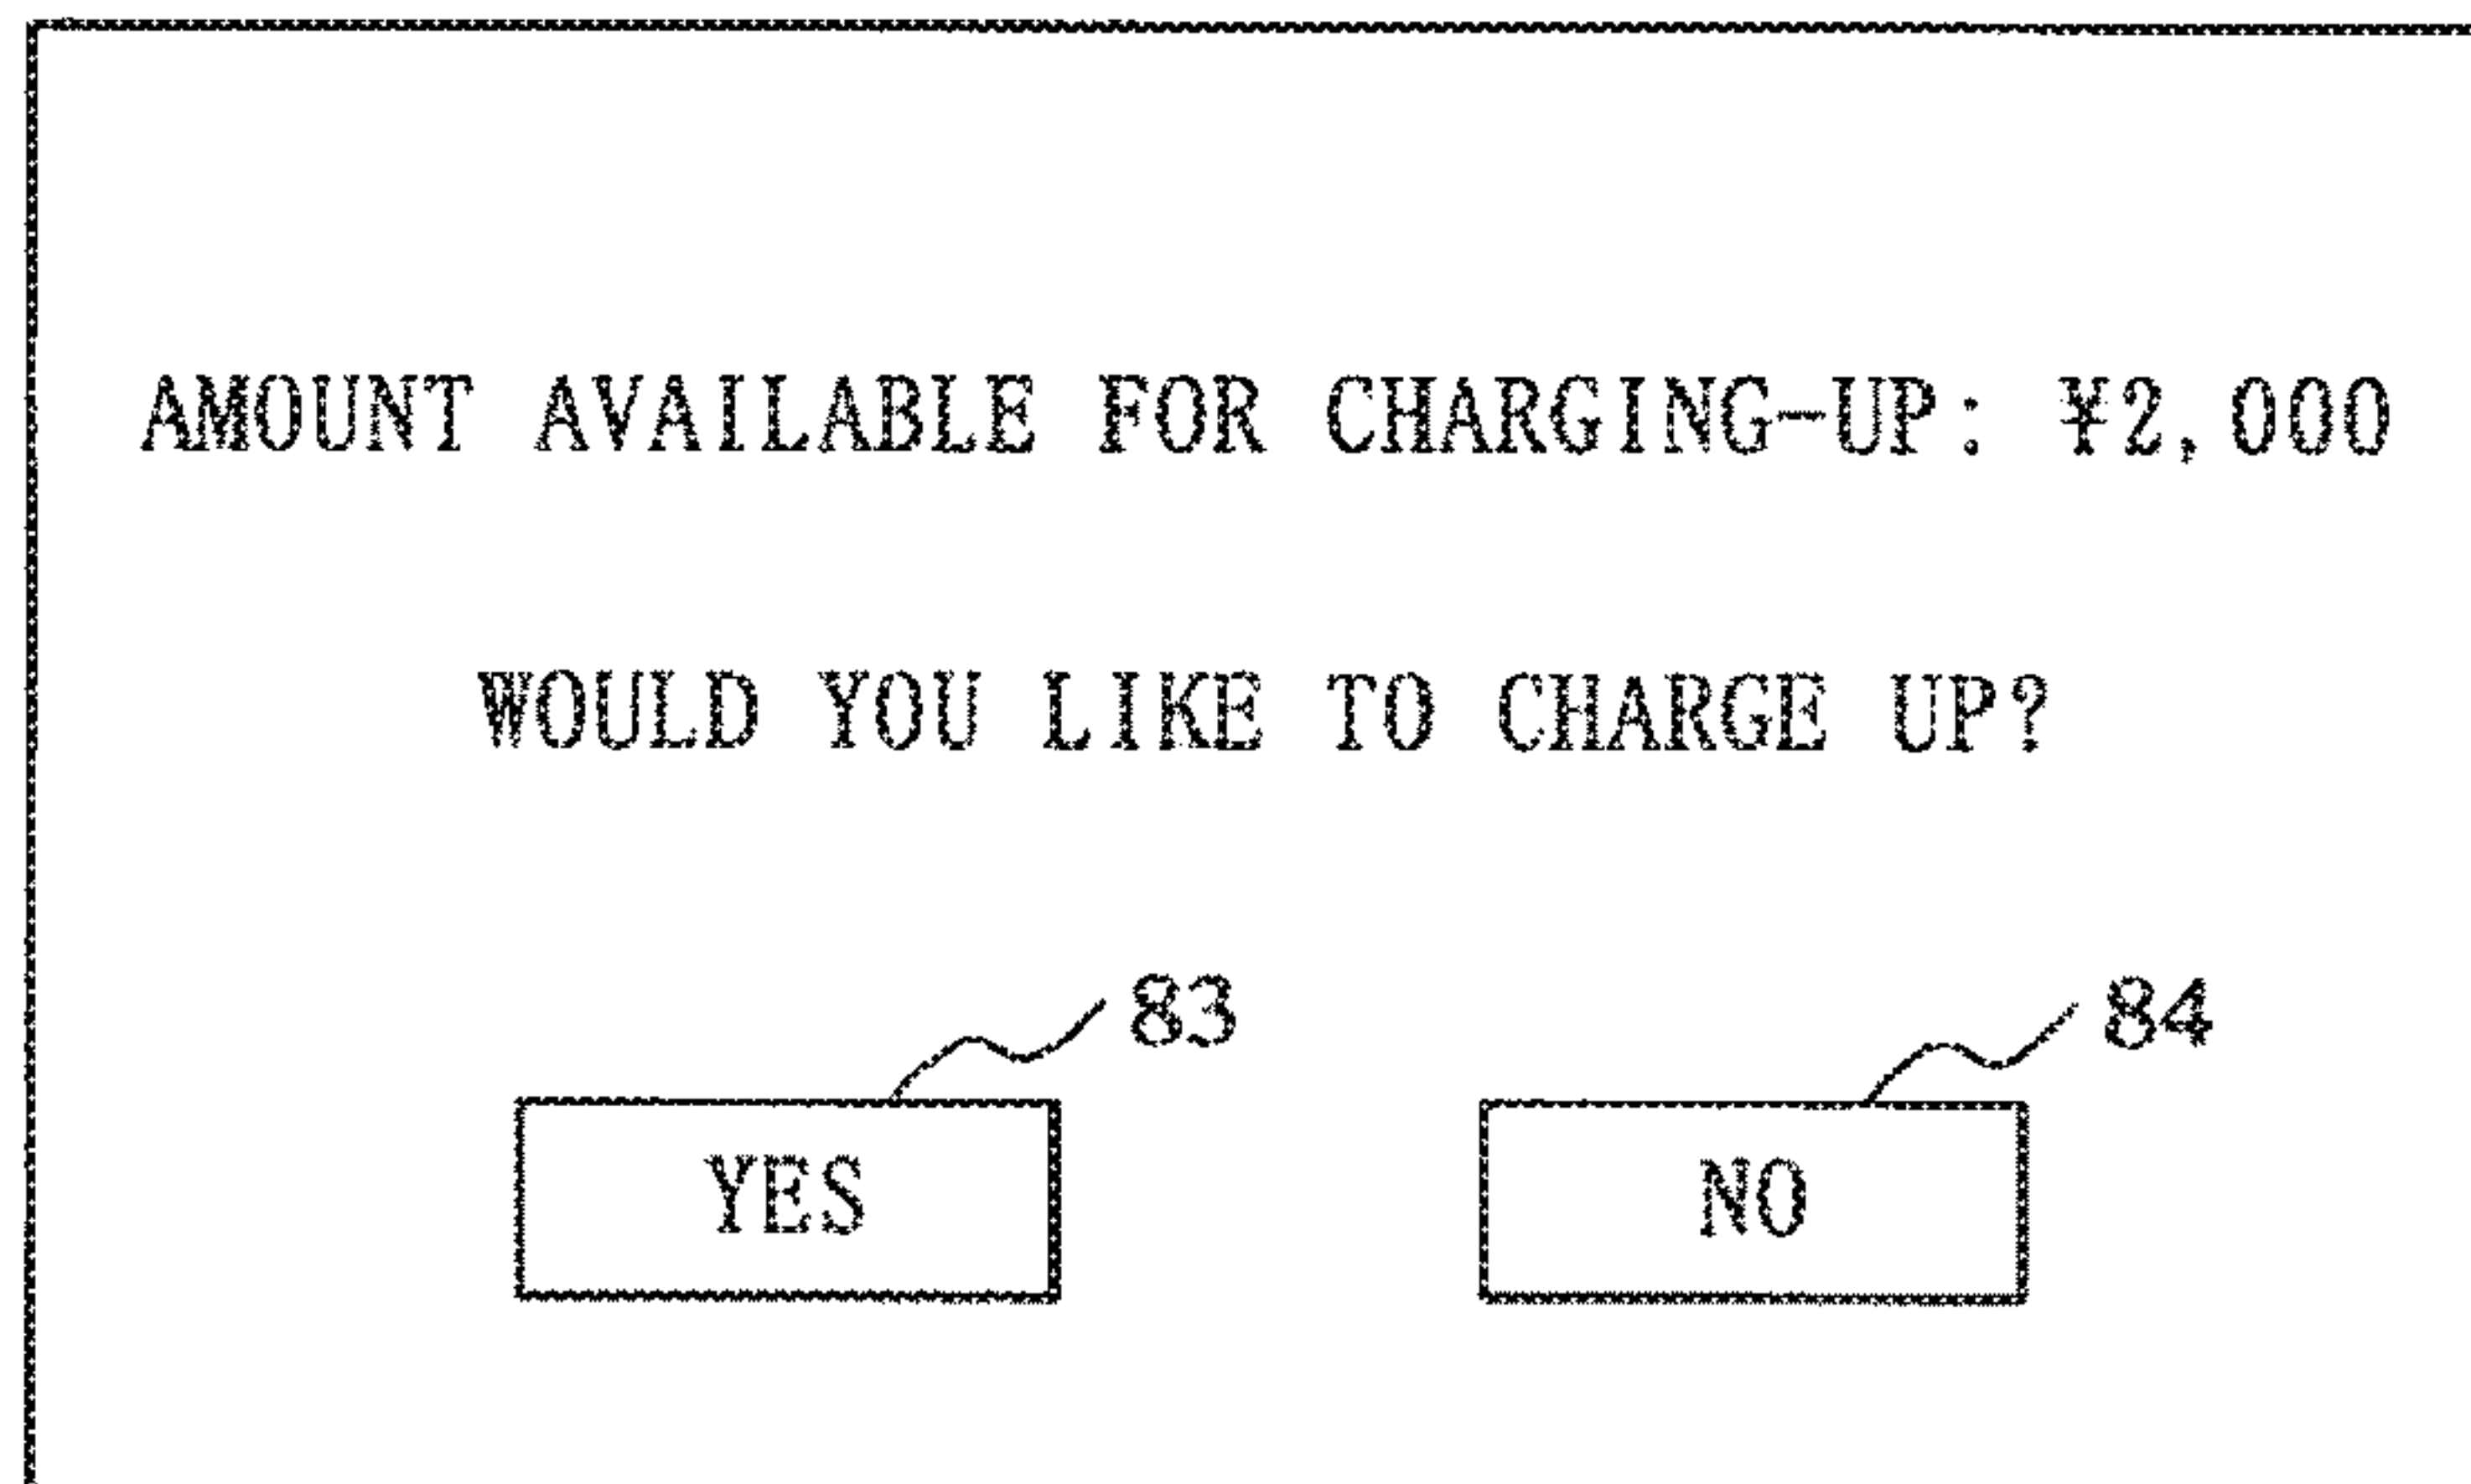 AMOUNT AVAILABLE FOR CHARGING-UP: ¥2,000
WOULD YOU LIKE TO CHARGE UP?
83
84
YES
NO